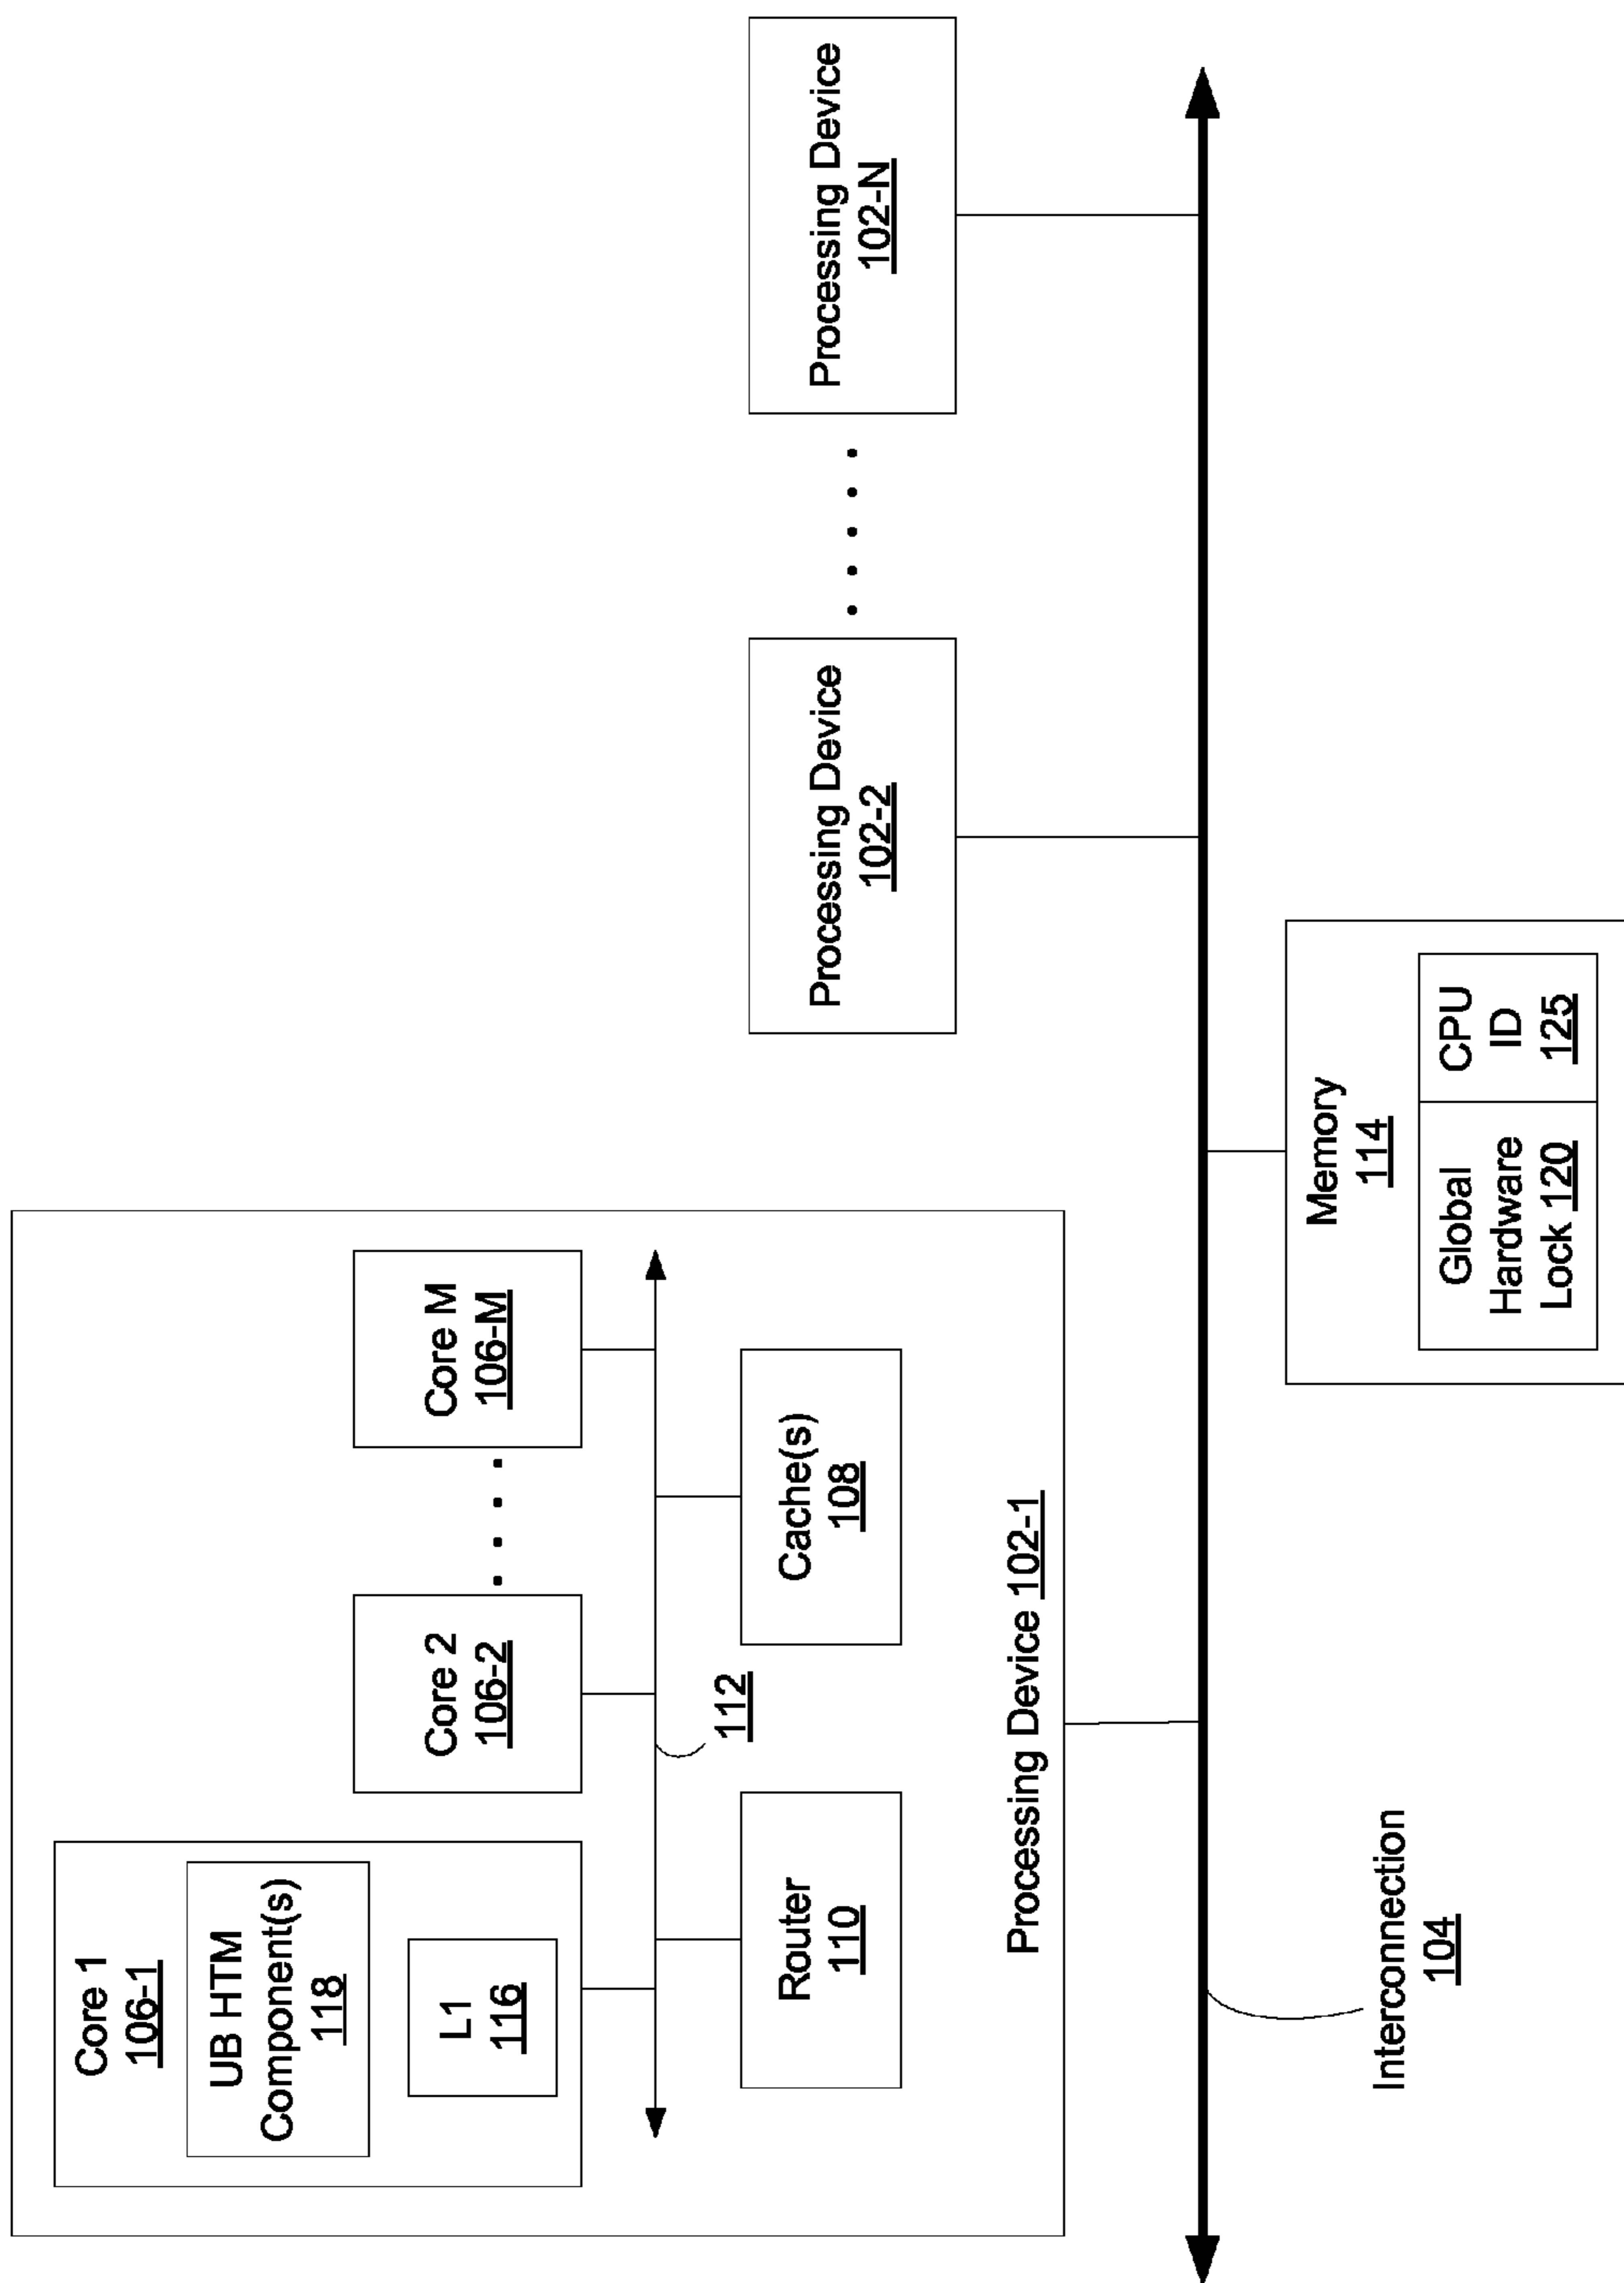 Core 1
106-1
UB HTM
Component(s)
118
L1
116
Core 2
106-2
Core M
106-M
112
Router
110
Cache(s)
108
Processing Device 102-1
Processing Device
102-2
Processing Device
102-N
Interconnection
104
Memory
114
Global
Hardware
Lock 120
CPU
ID
125